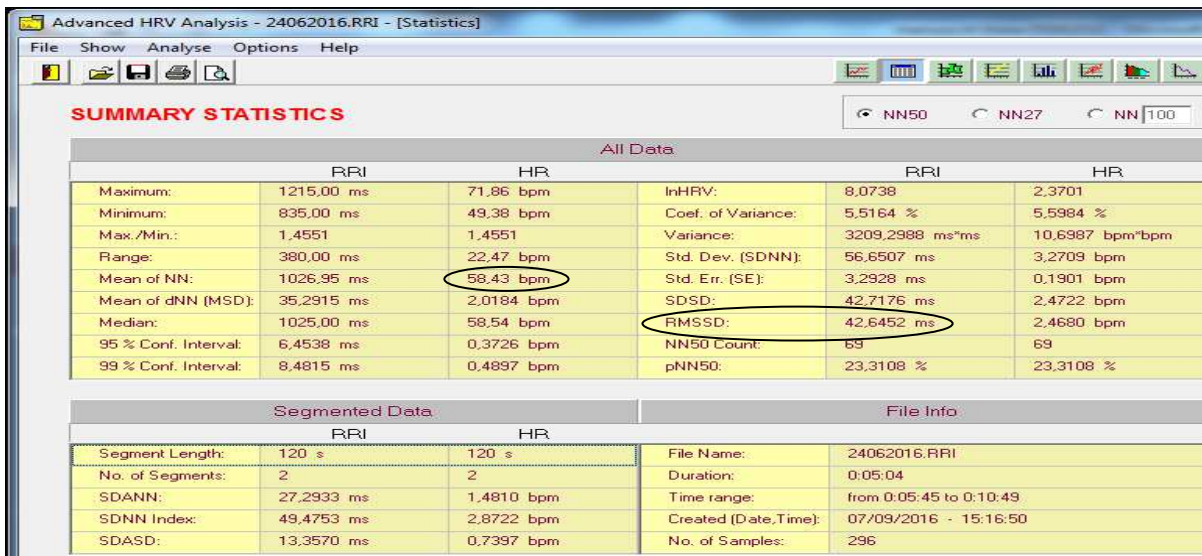 Advanced HRV Analysis - 24062016.RRI - [Statistics]
File Show Analyse Options Help
SUMMARY STATISTICS
NN50 NN27 NN 100
All Data
RRI HR RRI HR
Maximum: 1215,00 ms 71,86 bpm lnHRV: 8,0738 2,3701
Minimum: 835,00 ms 49,38 bpm Coef. of Variance: 5,5164 % 5,5984 %
Max./Min.: 1,4551 1,4551 Variance: 3209,2988 ms*ms 10,6987 bpm*bpm
Range: 380,00 ms 22,47 bpm Std. Dev. (SDNN): 56,6507 ms 3,2709 bpm
Mean of NN: 1026,95 ms 58,43 bpm Std. Err. (SE): 3,2928 ms 0,1901 bpm
Mean of dNN (MSD): 35,2915 ms 2,0184 bpm SDSD: 42,7176 ms 2,4722 bpm
Median: 1025,00 ms 58,54 bpm RMSSD: 42,6452 ms 2,4680 bpm
95 % Conf. Interval: 6,4538 ms 0,3726 bpm NN50 Count: 69 69
99 % Conf. Interval: 8,4815 ms 0,4897 bpm pNN50: 23,3108 % 23,3108 %
Segmented Data File Info
RRI HR
Segment Length: 120 s 120 s File Name: 24062016.RRI
No. of Segments: 2 2 Duration: 0:05:04
SDANN: 27,2933 ms 1,4810 bpm Time range: from 0:05:45 to 0:10:49
SDNN Index: 49,4753 ms 2,8722 bpm Created (Date,Time): 07/09/2016 - 15:16:50
SDASD: 13,3570 ms 0,7397 bpm No. of Samples: 296